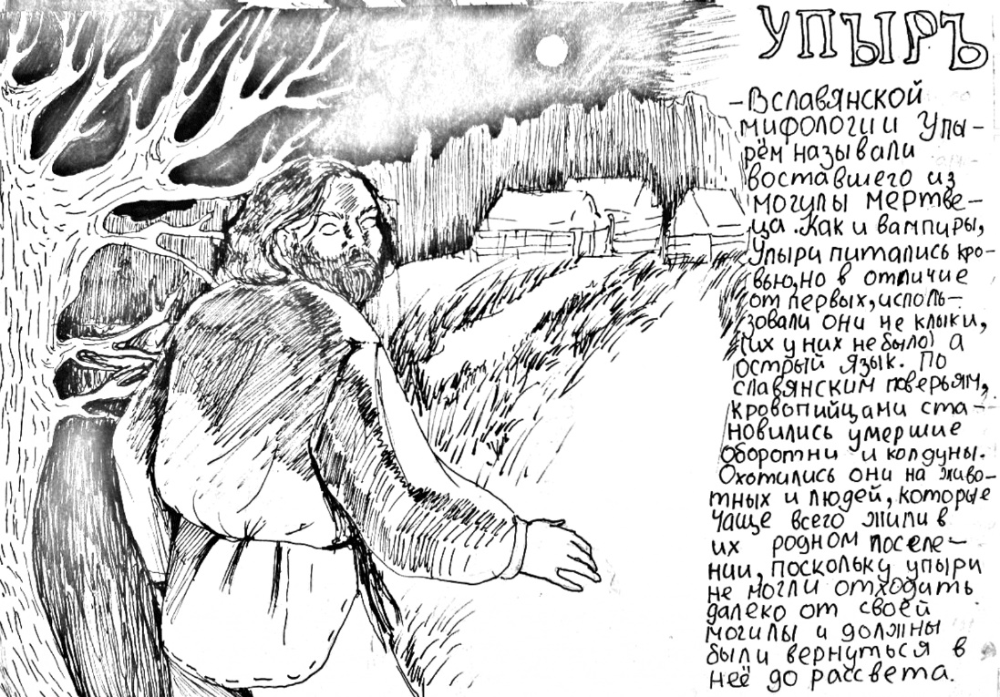 УПЫРЪ
- В славянской
мифологии Упы-
рём называли
воставшего из
могилы мертве-
ца. Как и вампиры,
Упыри питались кро-
вью, но в отличие
от первых, исполь-
зовали они не клыки,
(их у них не было) а
острый язык. По
славянским поверьям,
кровопийцами ста-
новились умершие
оборотни и колдуны.
Охотились они на живо-
тных и людей, которые
чаще всего жили в
их родном поселе-
нии, поскольку упыри
не могли отходить
далеко от своей
могилы и должны
были вернуться в
неё до рассвета.